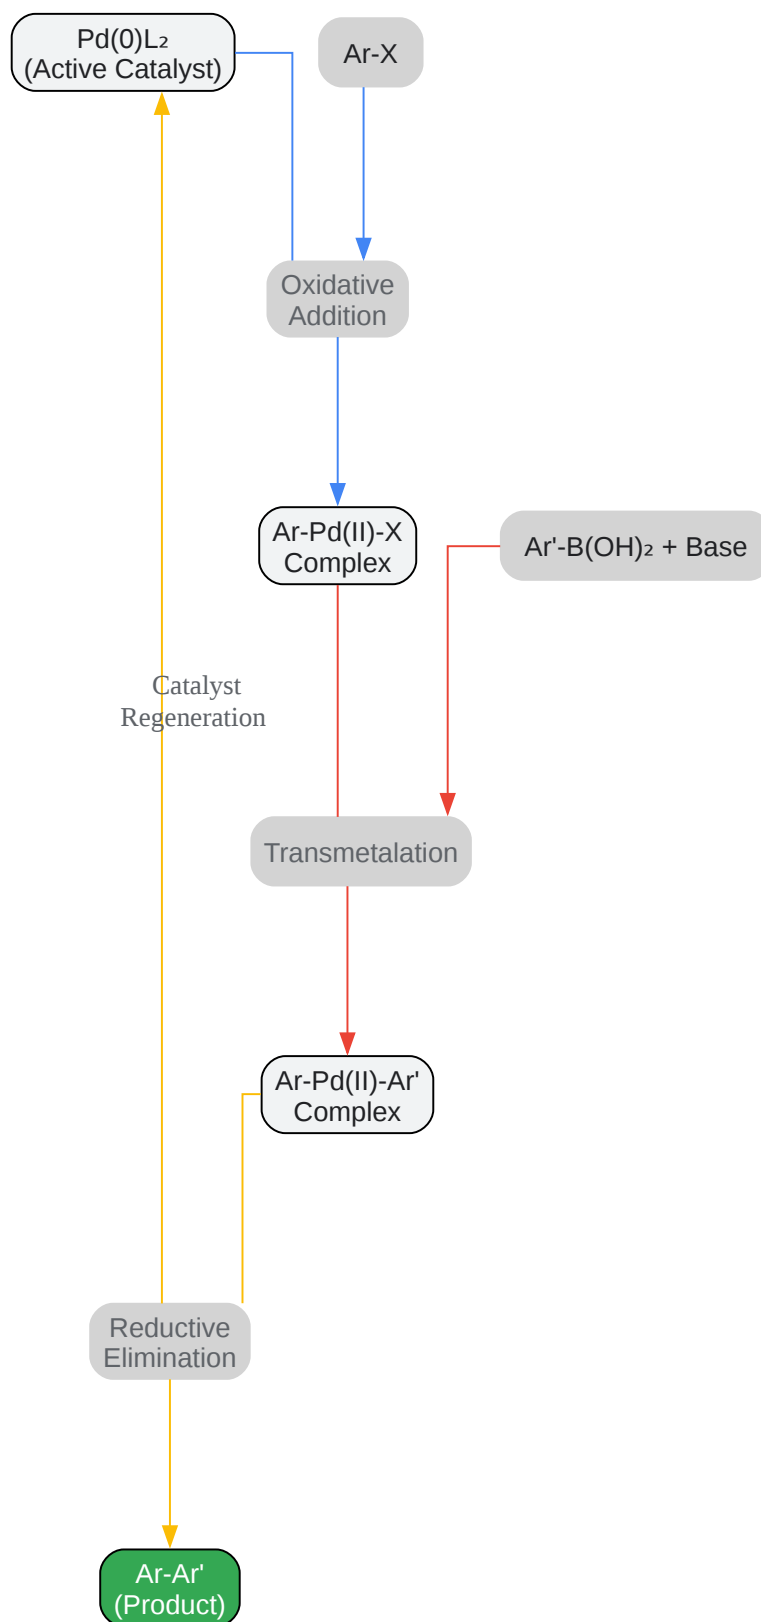 Pd(0)L₂
(Active Catalyst)
Ar-X
Oxidative
Addition
Ar-Pd(II)-X
Complex
Ar'-B(OH)₂ + Base
Catalyst
Regeneration
Transmetalation
Ar-Pd(II)-Ar'
Complex
Reductive
Elimination
Ar-Ar'
(Product)